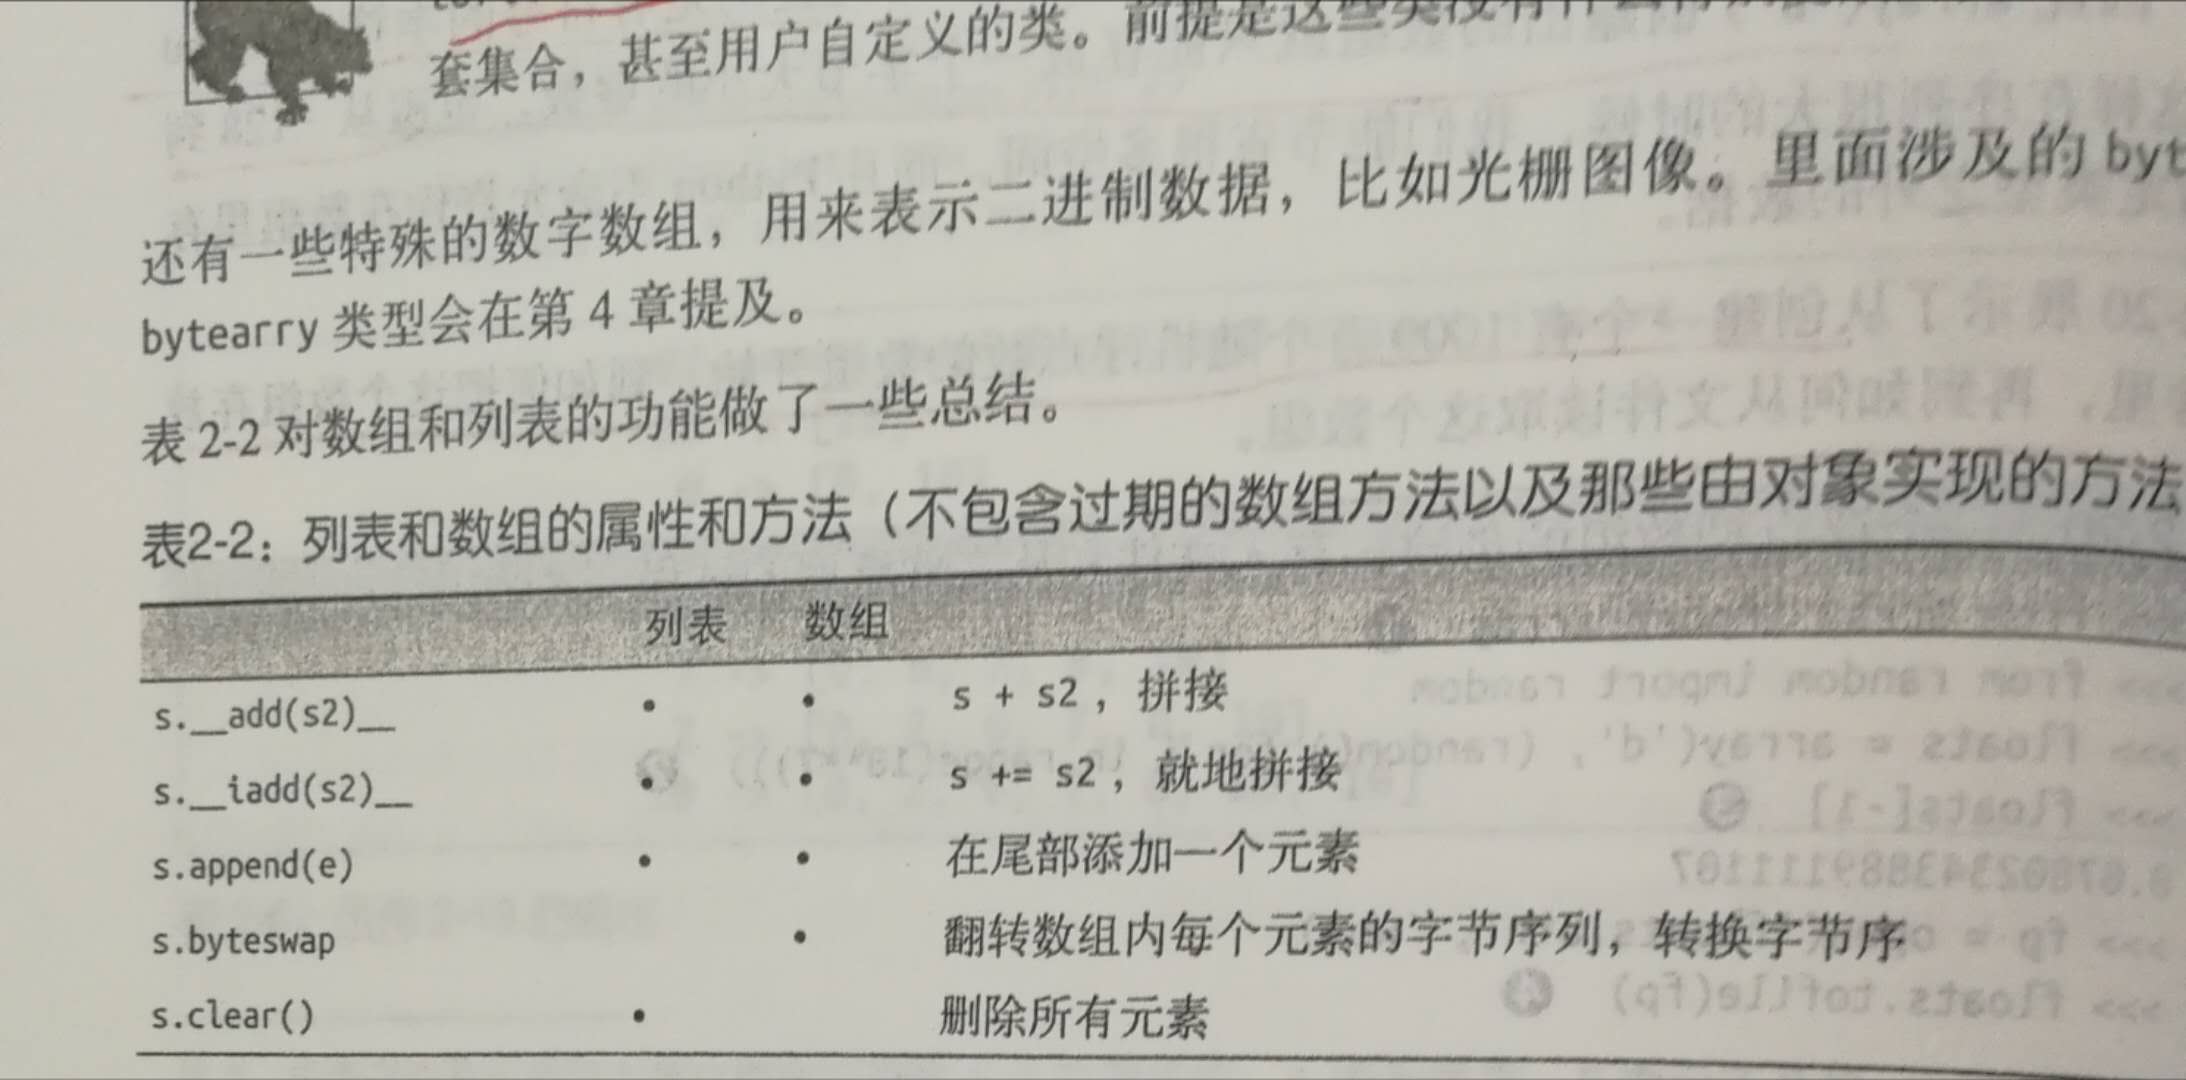 套集合，甚至用户自定义的类。前提是这些类没有什么
还有一些特殊的数字数组，用来表示二进制数据，比如光栅图像。里面涉及的 byt
bytearry 类型会在第 4 章提及。
表 2-2 对数组和列表的功能做了一些总结。
表2-2：列表和数组的属性和方法（不包含过期的数组方法以及那些由对象实现的方法
列表 数组
s.__add(s2)__ • • s + s2 ，拼接
s.__iadd(s2)__ • • s += s2 ，就地拼接
s.append(e) • • 在尾部添加一个元素
s.byteswap • 翻转数组内每个元素的字节序列，转换字节序
s.clear() • 删除所有元素